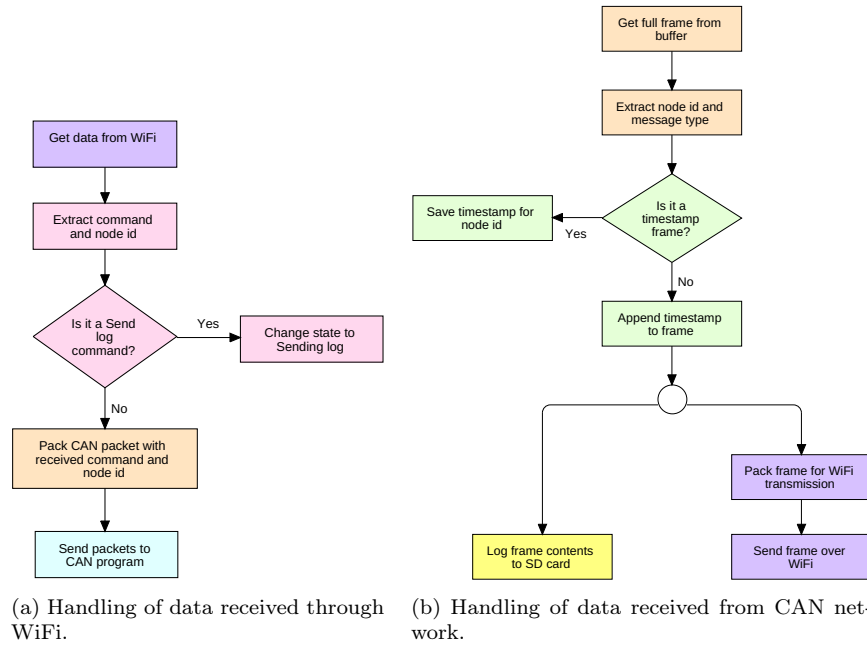 Get data from WiFi
Extract command
and node id
Is it a Send
log
command?
Yes
Change state to
Sending log
No
Pack CAN packet with
received command and
node id
Send packets to
CAN program
(a) Handling of data received through
WiFi.
Get full frame from
buffer
Extract node id and
message type
Is it a
timestamp
frame?
Yes
Save timestamp for
node id
No
Append timestamp
to frame
Log frame contents
to SD card
Pack frame for WiFi
transmission
Send frame over
WiFi
(b) Handling of data received from CAN net-
work.